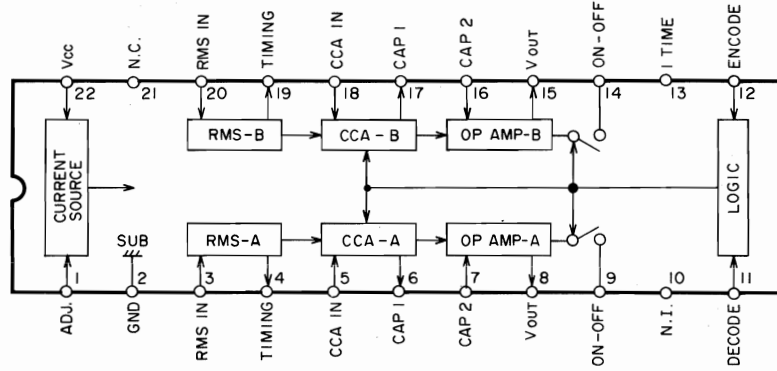 Vcc
N.C.
RMS IN
TIMING
CCA IN
CAP 1
CAP 2
VOUT
ON-OFF
I TIME
ENCODE
22
21
20
19
18
17
16
15
14
13
12
RMS-B
CCA-B
OP AMP-B
CURRENT
SOURCE
LOGIC
SUB
RMS-A
CCA-A
OP AMP-A
1
2
3
4
5
6
7
8
9
10
11
ADJ.
GND
RMS IN
TIMING
CCA IN
CAP 1
CAP 2
VOUT
ON-OFF
N.I.
DECODE